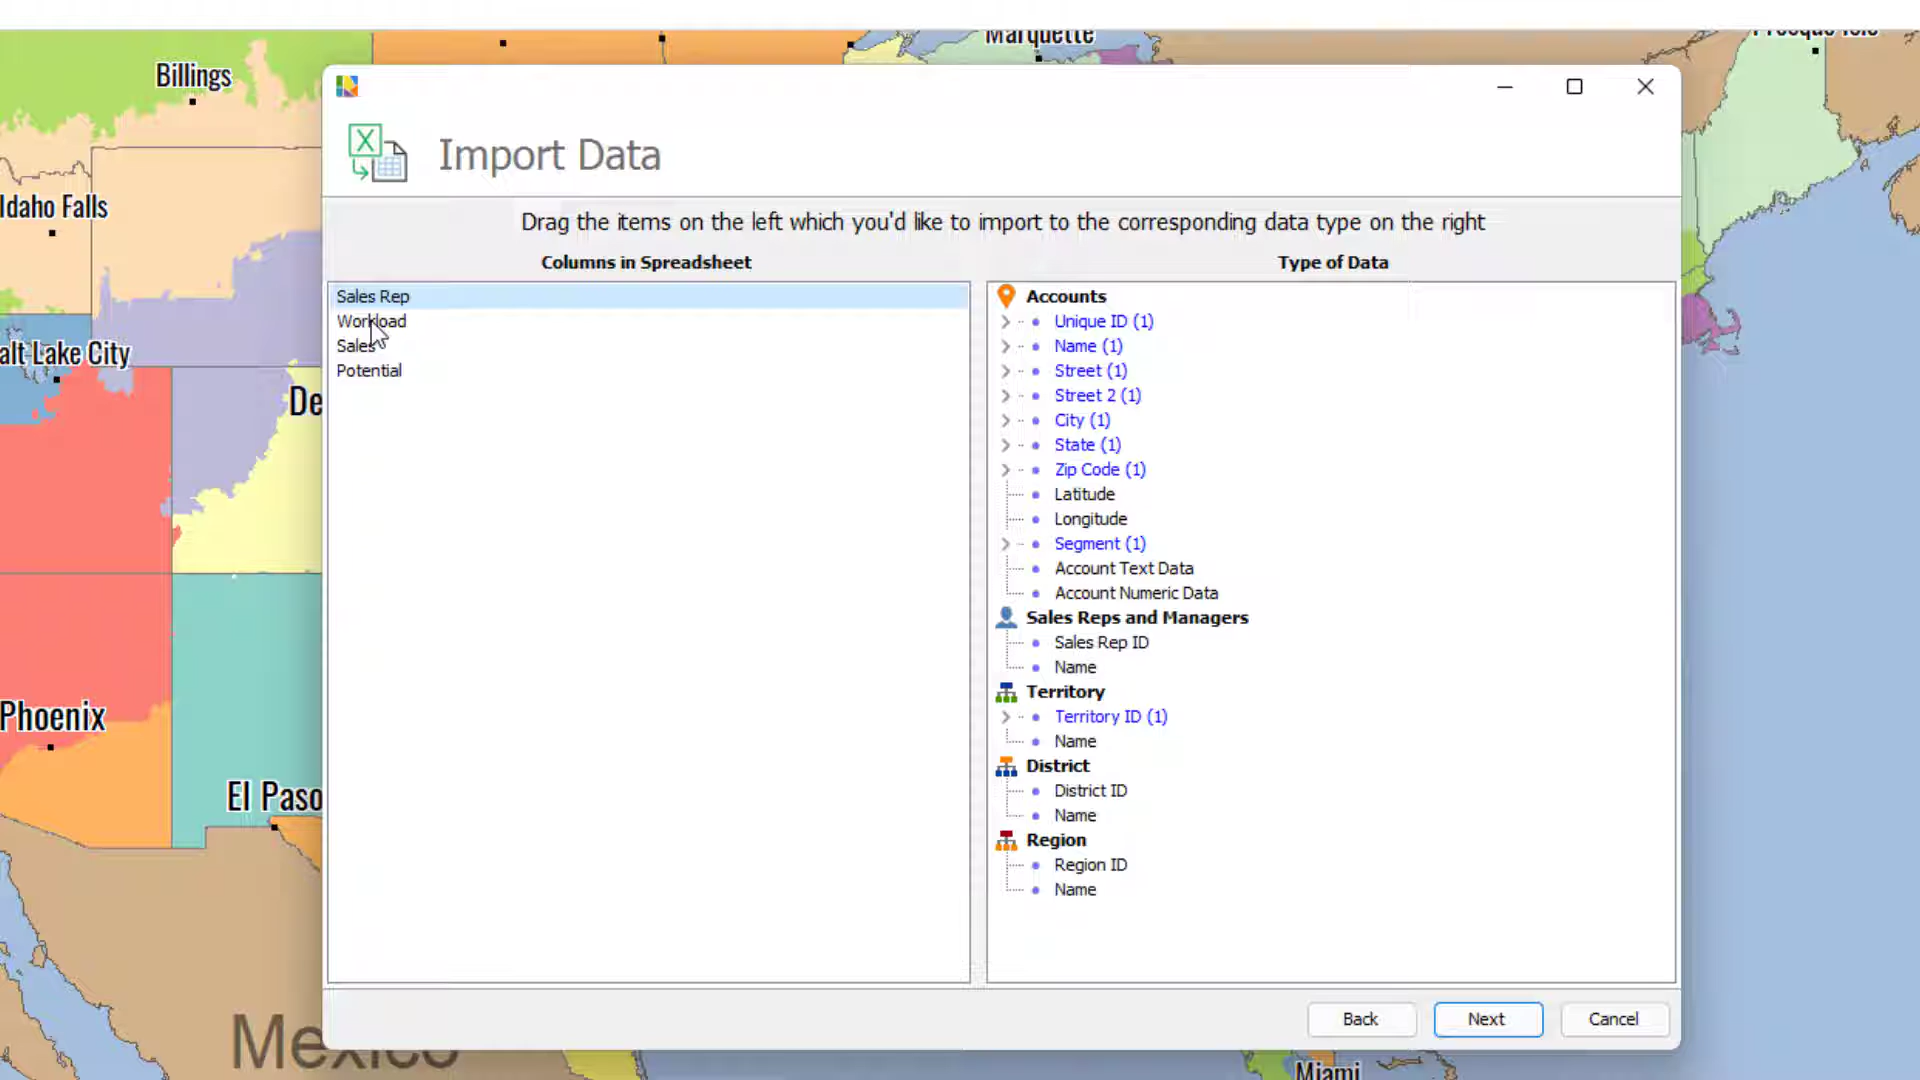 Marquette
Presque Isle
Billings
Import Data
Idaho Falls
Drag the items on the left which you'd like to import to the corresponding data type on the right
Columns in Spreadsheet
Type of Data
Sales Rep
Workload
Sales
Potential
Accounts
Unique ID (1)
Name (1)
Street (1)
Street 2 (1)
City (1)
State (1)
Zip Code (1)
Latitude
Longitude
Segment (1)
Account Text Data
Account Numeric Data
Sales Reps and Managers
Sales Rep ID
Name
Territory
Territory ID (1)
Name
District
District ID
Name
Region
Region ID
Name
alt Lake City
De
Phoenix
El Paso
Mexico
Back
Next
Cancel
Miami